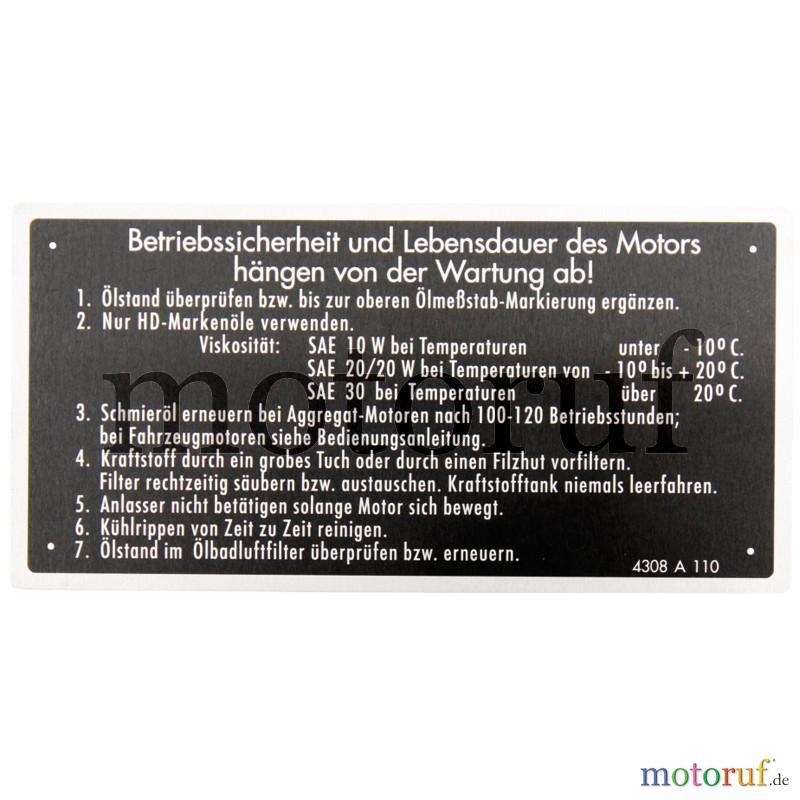 Betriebssicherheit und Lebensdauer des Motors
hängen von der Wartung ab!
1. Ölstand überprüfen bzw. bis zur oberen Ölmeßstab-Markierung ergänzen.
2. Nur HD-Markenöle verwenden.
Viskosität: SAE 10 W bei Temperaturen unter - 10° C.
SAE 20/20 W bei Temperaturen von - 10° bis + 20° C.
SAE 30 bei Temperaturen über 20° C.
motoruf
3. Schmieröl erneuern bei Aggregat-Motoren nach 100-120 Betriebsstunden;
bei Fahrzeugmotoren siehe Bedienungsanleitung.
4. Kraftstoff durch ein grobes Tuch oder durch einen Filzhut vorfiltern.
Filter rechtzeitig säubern bzw. austauschen. Kraftstofftank niemals leerfahren.
5. Anlasser nicht betätigen solange Motor sich bewegt.
6. Kühlrippen von Zeit zu Zeit reinigen.
7. Ölstand im Ölbadluftfilter überprüfen bzw. erneuern.
4308 A 110
motoruf.de